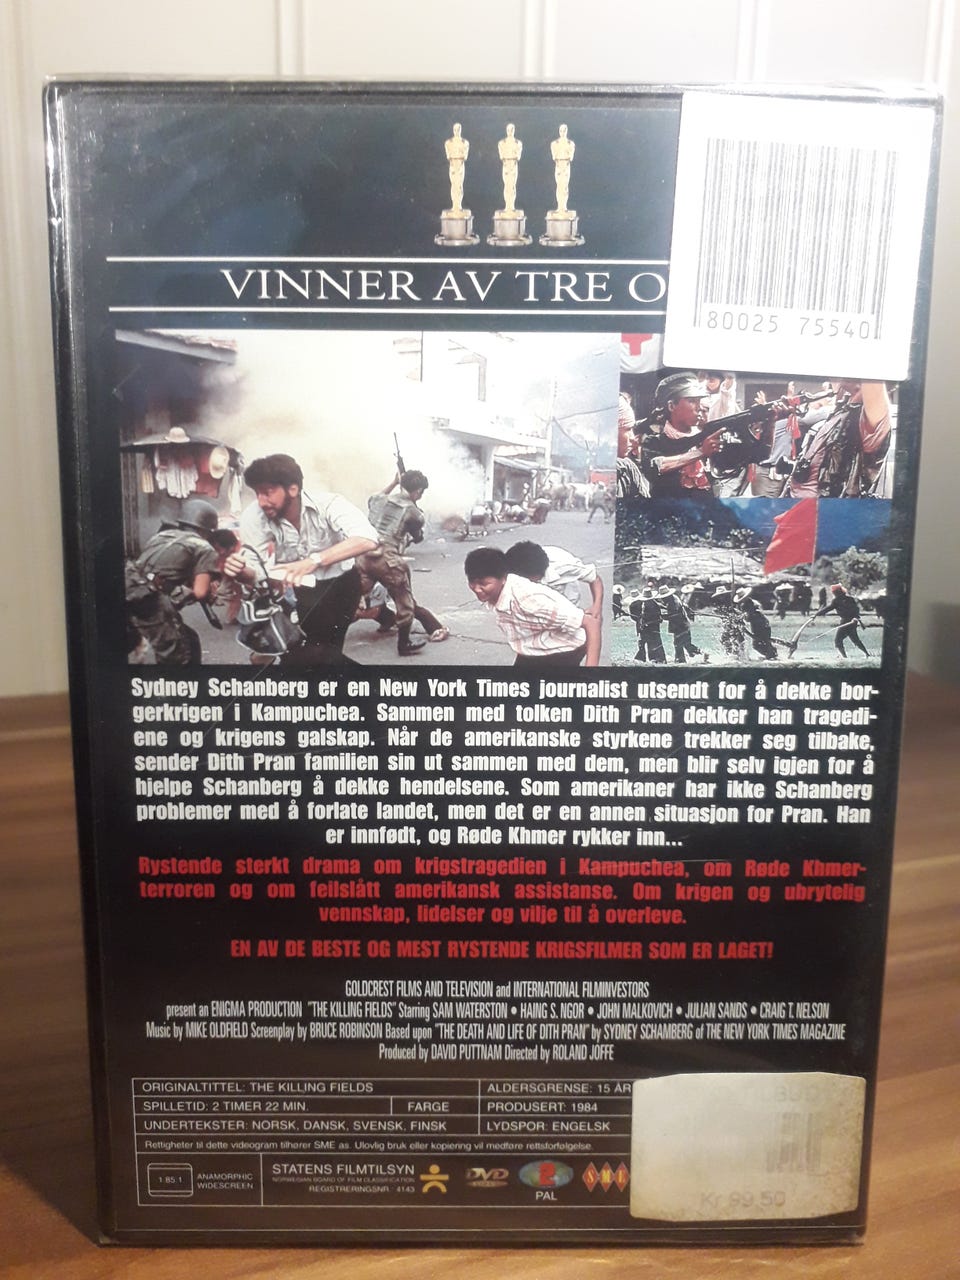 VINNER AV TRE O
80025 75540
Sydney Schanberg er en New York Times journalist utsendt for å dekke bor-
gerkrigen i Kampuchea. Sammen med tolken Dith Pran dekker han tragedi-
ene og krigens galskap. Når de amerikanske styrkene trekker seg tilbake,
sender Dith Pran familien sin ut sammen med dem, men blir selv igjen for å
hjelpe Schanberg å dekke hendelsene. Som amerikaner har ikke Schanberg
problemer med å forlate landet, men det er en annen situasjon for Pran. Han
er innfødt, og Røde Khmer rykker inn...
Rystende sterkt drama om krigstragedien i Kampuchea, om Røde Khmer-
terroren og om feilslått amerikansk assistanse. Om krigen og ubrytelig
vennskap, lidelser og vilje til å overleve.
EN AV DE BESTE OG MEST RYSTENDE KRIGSFILMER SOM ER LAGET!
GOLDCREST FILMS AND TELEVISION and INTERNATIONAL FILMINVESTORS
present an ENIGMA PRODUCTION "THE KILLING FIELDS" Starring SAM WATERSTON • HAING S. NGOR • JOHN MALKOVICH • JULIAN SANDS • CRAIG T. NELSON
Music by MIKE OLDFIELD Screenplay by BRUCE ROBINSON Based upon "THE DEATH AND LIFE OF DITH PRAN" by SYDNEY SCHAMBERG of THE NEW YORK TIMES MAGAZINE
Produced by DAVID PUTTNAM Directed by ROLAND JOFFE
ORIGINALTITTEL: THE KILLING FIELDS
ALDERSGRENSE: 15 ÅR
SPILLETID: 2 TIMER 22 MIN.
FARGE
PRODUSERT: 1984
UNDERTEKSTER: NORSK, DANSK, SVENSK, FINSK
LYDSPOR: ENGELSK
Rettigheter til dette videogram tilhører SME as. Ulovlig bruk eller kopiering vil medføre rettsforfølgelse.
1.85:1
ANAMORPHIC
WIDESCREEN
STATENS FILMTILSYN
NORWEGIAN BOARD OF FILM CLASSIFICATION
REGISTRERINGSNR. 4143
DVD
2
PAL
SME
TILBUD
Kr 99.50